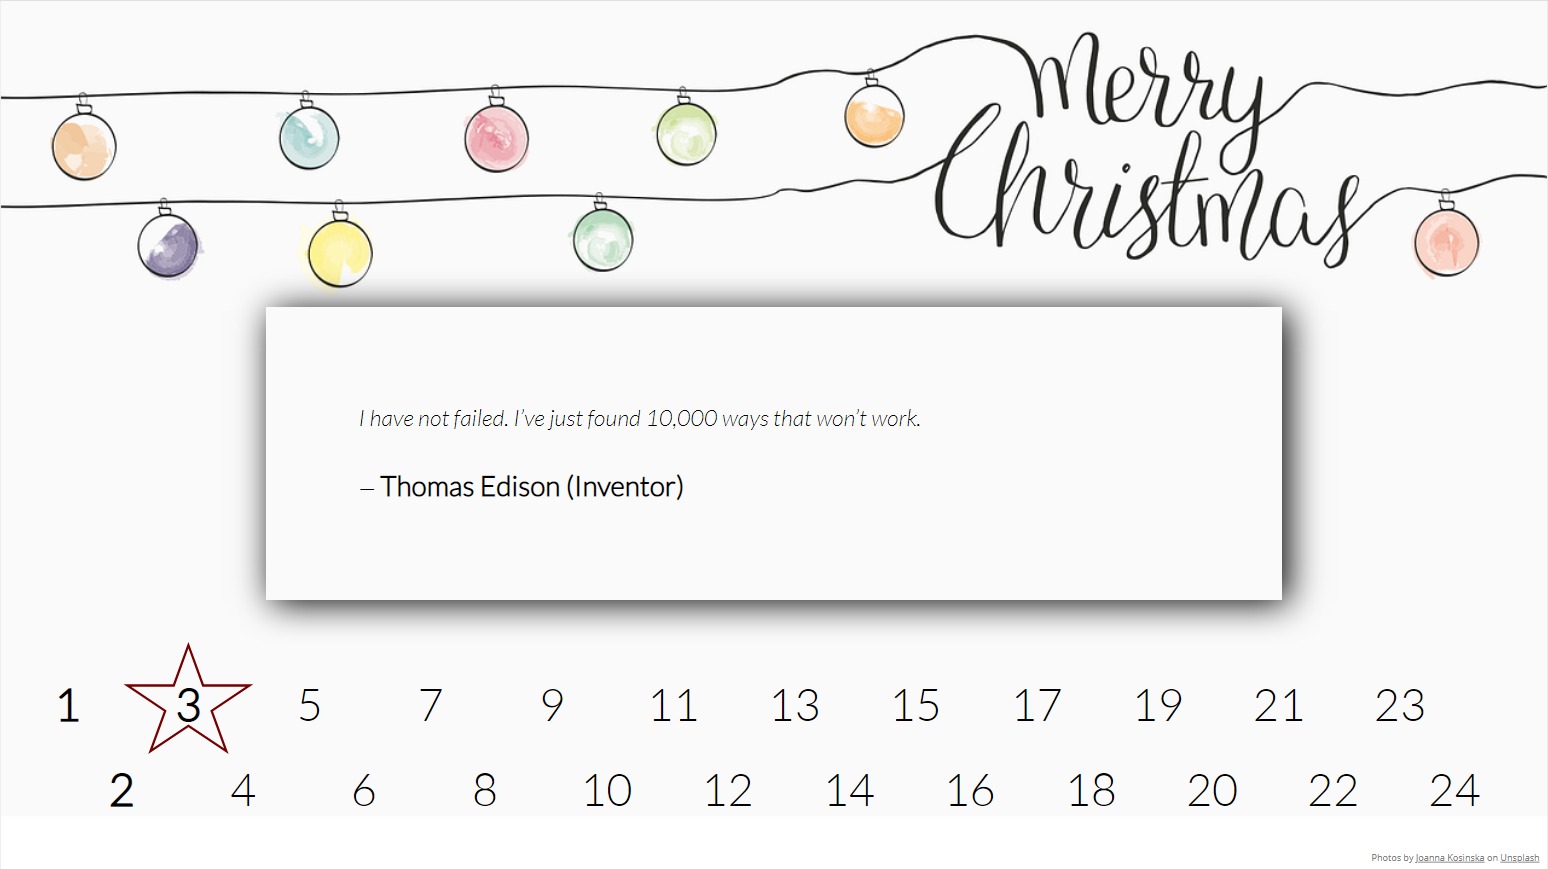 Merry
Christmas
I have not failed. I’ve just found 10,000 ways that won’t work.
– Thomas Edison (Inventor)
1 3 5 7 9 11 13 15 17 19 21 23
2 4 6 8 10 12 14 16 18 20 22 24
Photos by Joanna Kosinska on Unsplash